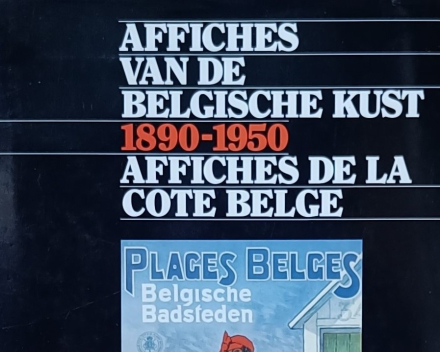 AFFICHES
VAN DE
BELGISCHE KUST
1890-1950
AFFICHES DE LA
COTE BELGE
PLAGES BELGES
Belgische
Badsteden